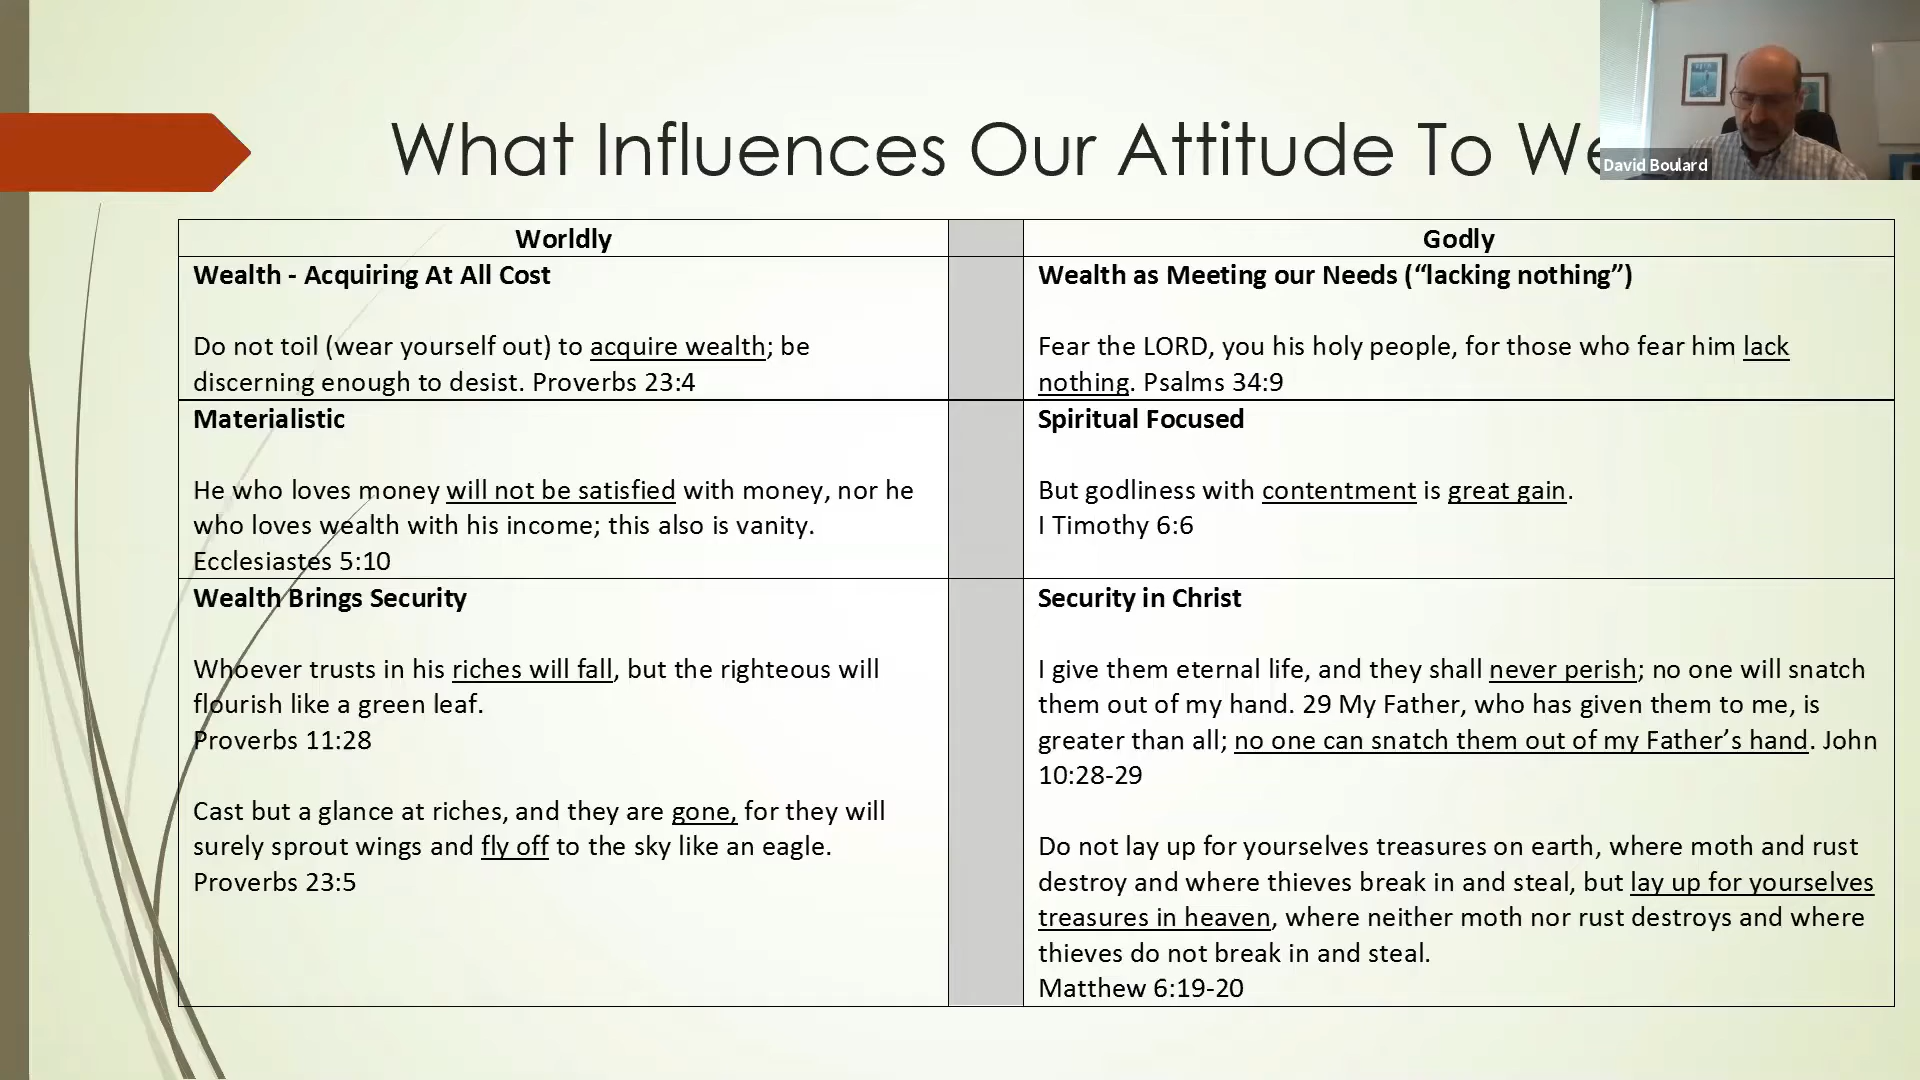 What Influences Our Attitude To We
David Boulard
Worldly
Godly
Wealth - Acquiring At All Cost
Do not toil (wear yourself out) to acquire wealth; be
discerning enough to desist. Proverbs 23:4
Wealth as Meeting our Needs (“lacking nothing”)
Fear the LORD, you his holy people, for those who fear him lack
nothing. Psalms 34:9
Materialistic
He who loves money will not be satisfied with money, nor he
who loves wealth with his income; this also is vanity.
Ecclesiastes 5:10
Spiritual Focused
But godliness with contentment is great gain.
I Timothy 6:6
Wealth Brings Security
Whoever trusts in his riches will fall, but the righteous will
flourish like a green leaf.
Proverbs 11:28
Cast but a glance at riches, and they are gone, for they will
surely sprout wings and fly off to the sky like an eagle.
Proverbs 23:5
Security in Christ
I give them eternal life, and they shall never perish; no one will snatch
them out of my hand. 29 My Father, who has given them to me, is
greater than all; no one can snatch them out of my Father’s hand. John
10:28-29
Do not lay up for yourselves treasures on earth, where moth and rust
destroy and where thieves break in and steal, but lay up for yourselves
treasures in heaven, where neither moth nor rust destroys and where
thieves do not break in and steal.
Matthew 6:19-20